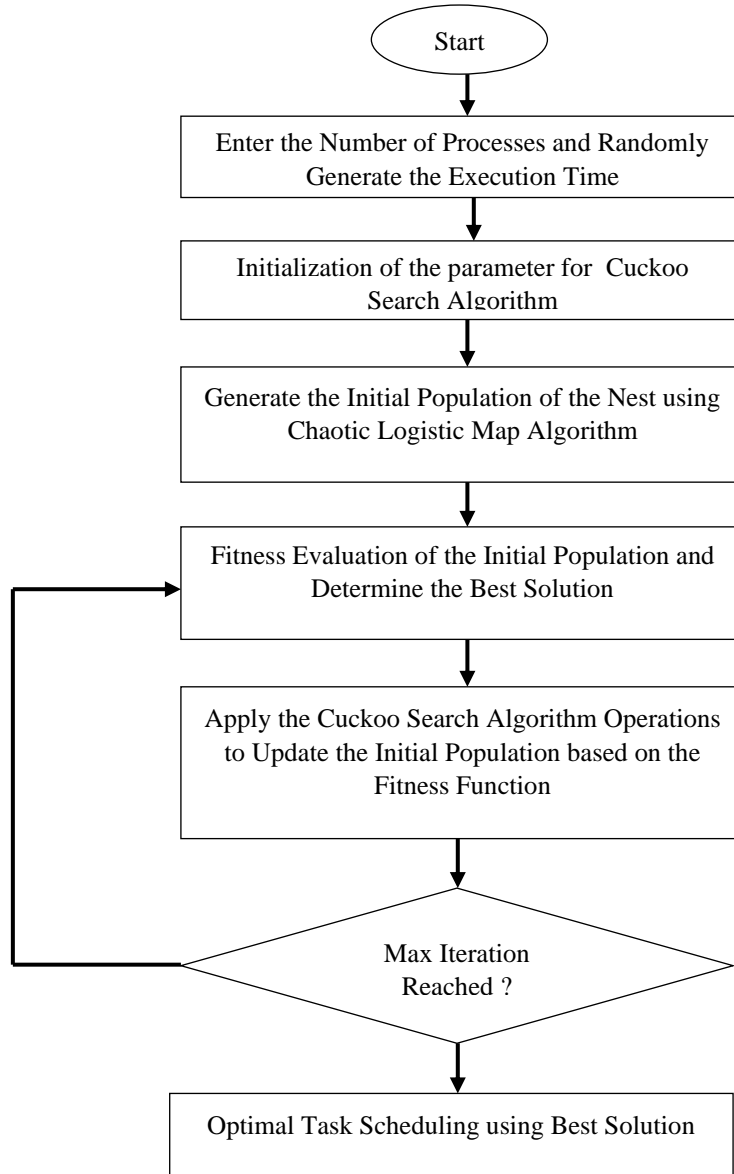 Start
Enter the Number of Processes and Randomly
Generate the Execution Time
Initialization of the parameter for Cuckoo
Search Algorithm
Generate the Initial Population of the Nest using
Chaotic Logistic Map Algorithm
Fitness Evaluation of the Initial Population and
Determine the Best Solution
Apply the Cuckoo Search Algorithm Operations
to Update the Initial Population based on the
Fitness Function
Max Iteration
Reached ?
Optimal Task Scheduling using Best Solution